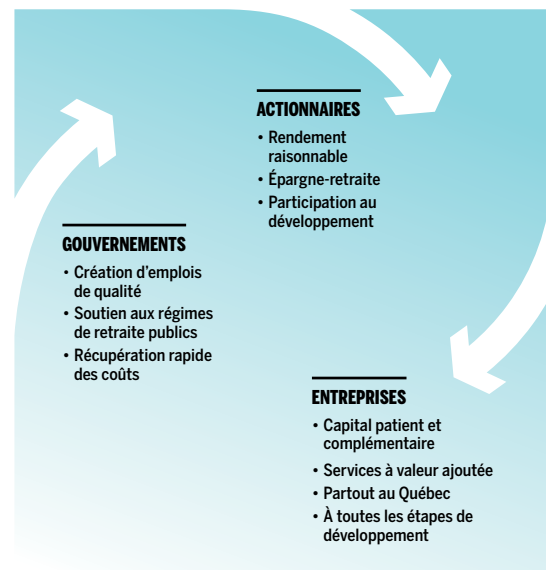 ACTIONNAIRES
• Rendement
raisonnable
• Épargne-retraite
• Participation au
développement
GOUVERNEMENTS
• Création d'emplois
de qualité
• Soutien aux régimes
de retraite publics
• Récupération rapide
des coûts
ENTREPRISES
• Capital patient et
complémentaire
• Services à valeur ajoutée
• Partout au Québec
• À toutes les étapes de
développement